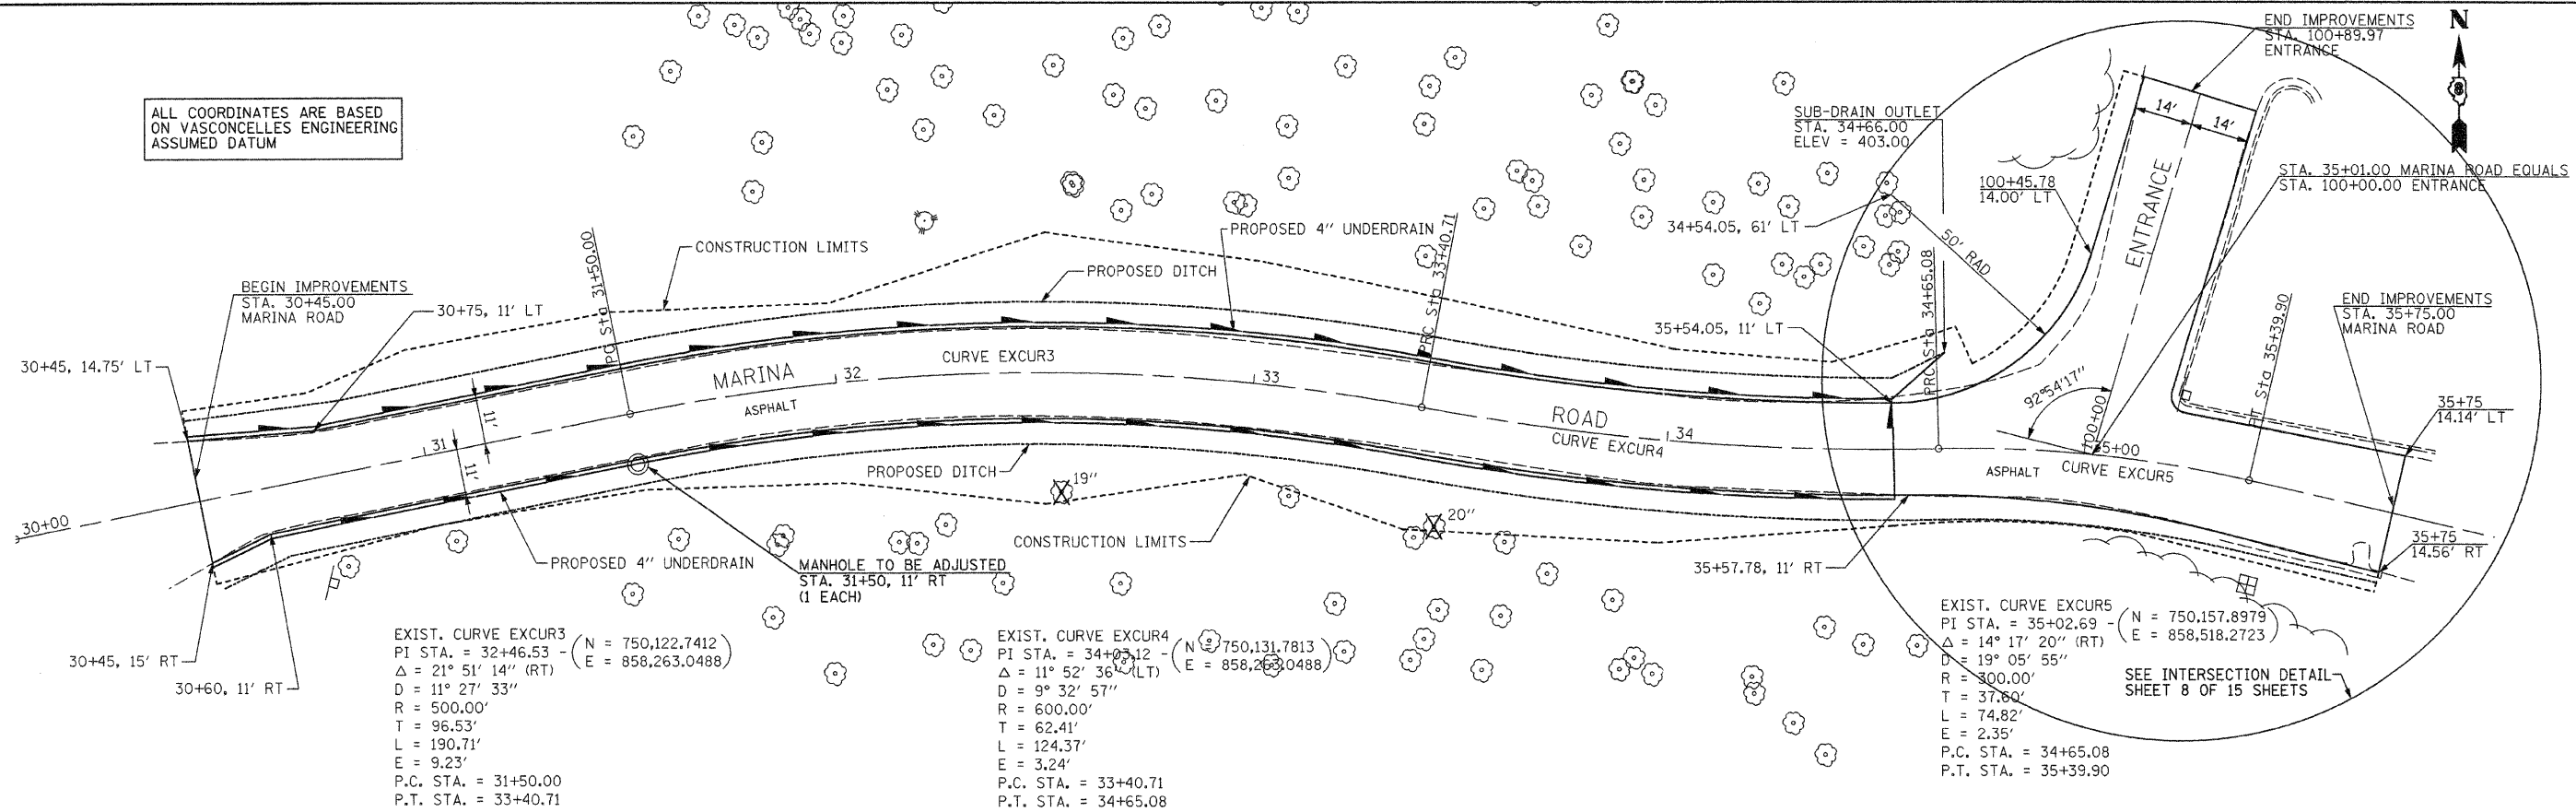 ALL COORDINATES ARE BASED
ON VASCONCELLES ENGINEERING
ASSUMED DATUM
END IMPROVEMENTS
STA. 100+89.97
ENTRANCE
N
8
14'
14'
SUB-DRAIN OUTLET
STA. 34+66.00
ELEV = 403.00
STA. 35+01.00 MARINA ROAD EQUALS
STA. 100+00.00 ENTRANCE
100+45.78
14.00' LT
34+54.05, 61' LT
50' RAD
ENTRANCE
PROPOSED 4" UNDERDRAIN
CONSTRUCTION LIMITS
PROPOSED DITCH
PC Sta 31+50.00
PRC Sta 33+40.71
PRC Sta 34+65.08
PT Sta 35+39.90
BEGIN IMPROVEMENTS
STA. 30+45.00
MARINA ROAD
30+75, 11' LT
END IMPROVEMENTS
STA. 35+75.00
MARINA ROAD
35+54.05, 11' LT
30+45, 14.75' LT
CURVE EXCUR3
MARINA
32
33
ASPHALT
ROAD
CURVE EXCUR4
34
92°54'17"
100+00
35+00
ASPHALT
CURVE EXCUR5
35+75
14.14' LT
11'
31
11'
30+00
PROPOSED DITCH
19"
20"
CONSTRUCTION LIMITS
PROPOSED 4" UNDERDRAIN
MANHOLE TO BE ADJUSTED
STA. 31+50, 11' RT
(1 EACH)
35+57.78, 11' RT
35+75
14.56' RT
30+45, 15' RT
30+60, 11' RT
EXIST. CURVE EXCUR3
PI STA. = 32+46.53 - (N = 750,122.7412
E = 858,263.0488)
Δ = 21° 51' 14" (RT)
D = 11° 27' 33"
R = 500.00'
T = 96.53'
L = 190.71'
E = 9.23'
P.C. STA. = 31+50.00
P.T. STA. = 33+40.71
EXIST. CURVE EXCUR4
PI STA. = 34+03.12 - (N = 750,131.7813
E = 858,263.0488)
Δ = 11° 52' 36" (LT)
D = 9° 32' 57"
R = 600.00'
T = 62.41'
L = 124.37'
E = 3.24'
P.C. STA. = 33+40.71
P.T. STA. = 34+65.08
EXIST. CURVE EXCUR5
PI STA. = 35+02.69 - (N = 750,157.8979
E = 858,518.2723)
Δ = 14° 17' 20" (RT)
D = 19° 05' 55"
R = 300.00'
T = 37.60'
L = 74.82'
E = 2.35'
P.C. STA. = 34+65.08
P.T. STA. = 35+39.90
SEE INTERSECTION DETAIL
SHEET 8 OF 15 SHEETS